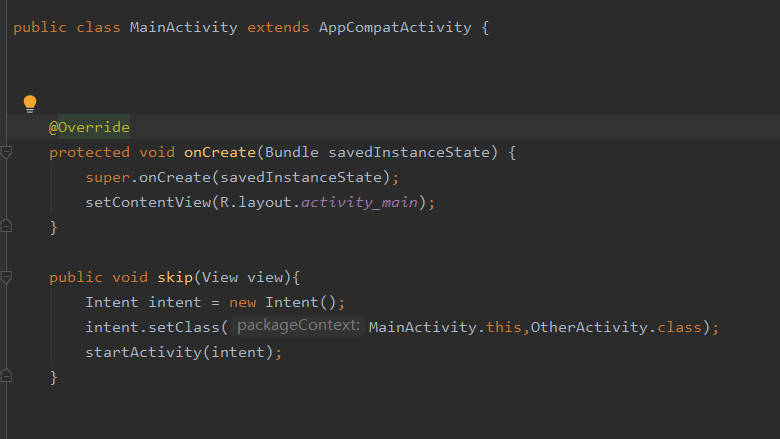 public class MainActivity extends AppCompatActivity {
@Override
protected void onCreate(Bundle savedInstanceState) {
super.onCreate(savedInstanceState);
setContentView(R.layout.activity_main);
}
public void skip(View view){
Intent intent = new Intent();
intent.setClass( packageContext: MainActivity.this,OtherActivity.class);
startActivity(intent);
}